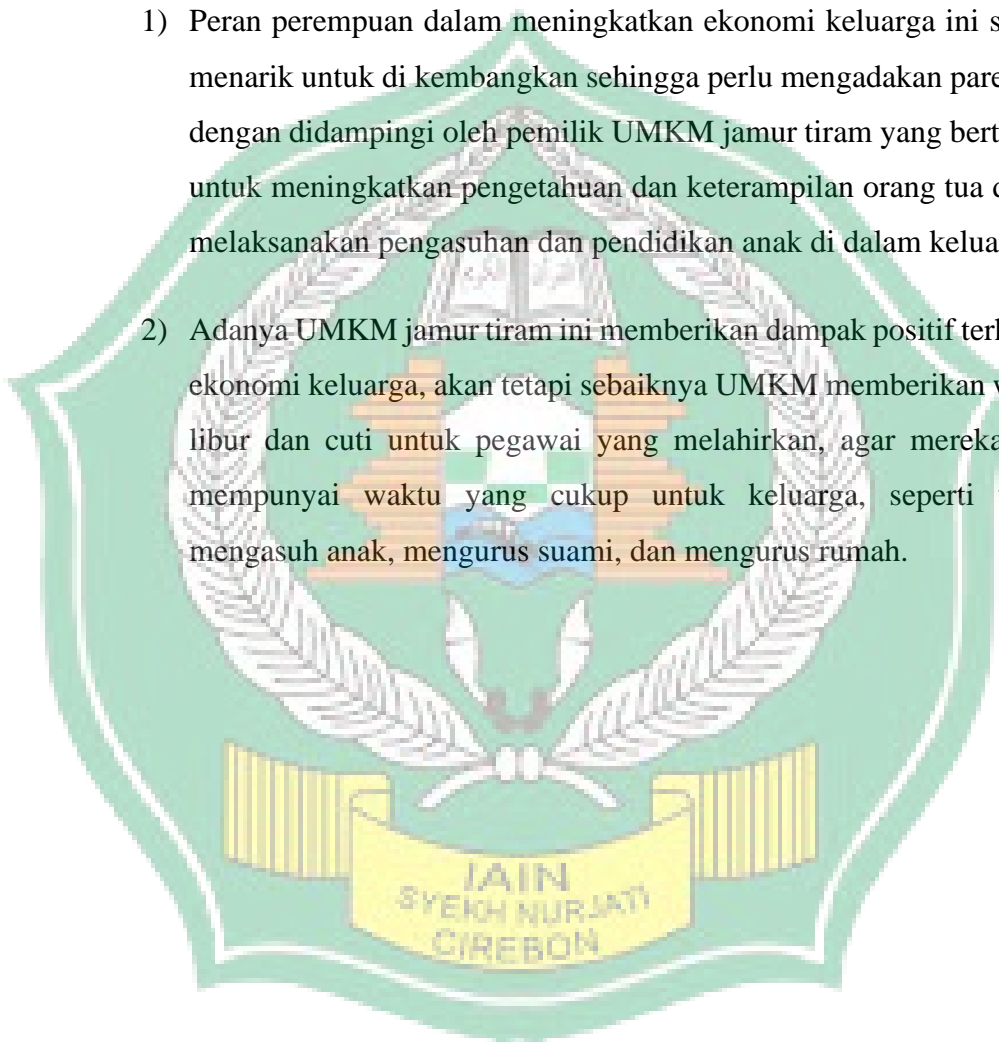 1) Peran perempuan dalam meningkatkan ekonomi keluarga ini s
menarik untuk di kembangkan sehingga perlu mengadakan pare
dengan didampingi oleh pemilik UMKM jamur tiram yang bert
untuk meningkatkan pengetahuan dan keterampilan orang tua d
melaksanakan pengasuhan dan pendidikan anak di dalam kelua
2) Adanya UMKM jamur tiram ini memberikan dampak positif ter
ekonomi keluarga, akan tetapi sebaiknya UMKM memberikan w
libur dan cuti untuk pegawai yang melahirkan, agar mereka
mempunyai waktu yang cukup untuk keluarga, seperti
mengasuh anak, mengurus suami, dan mengurus rumah.
IAIN
SYEKH NURJATI
CIREBON